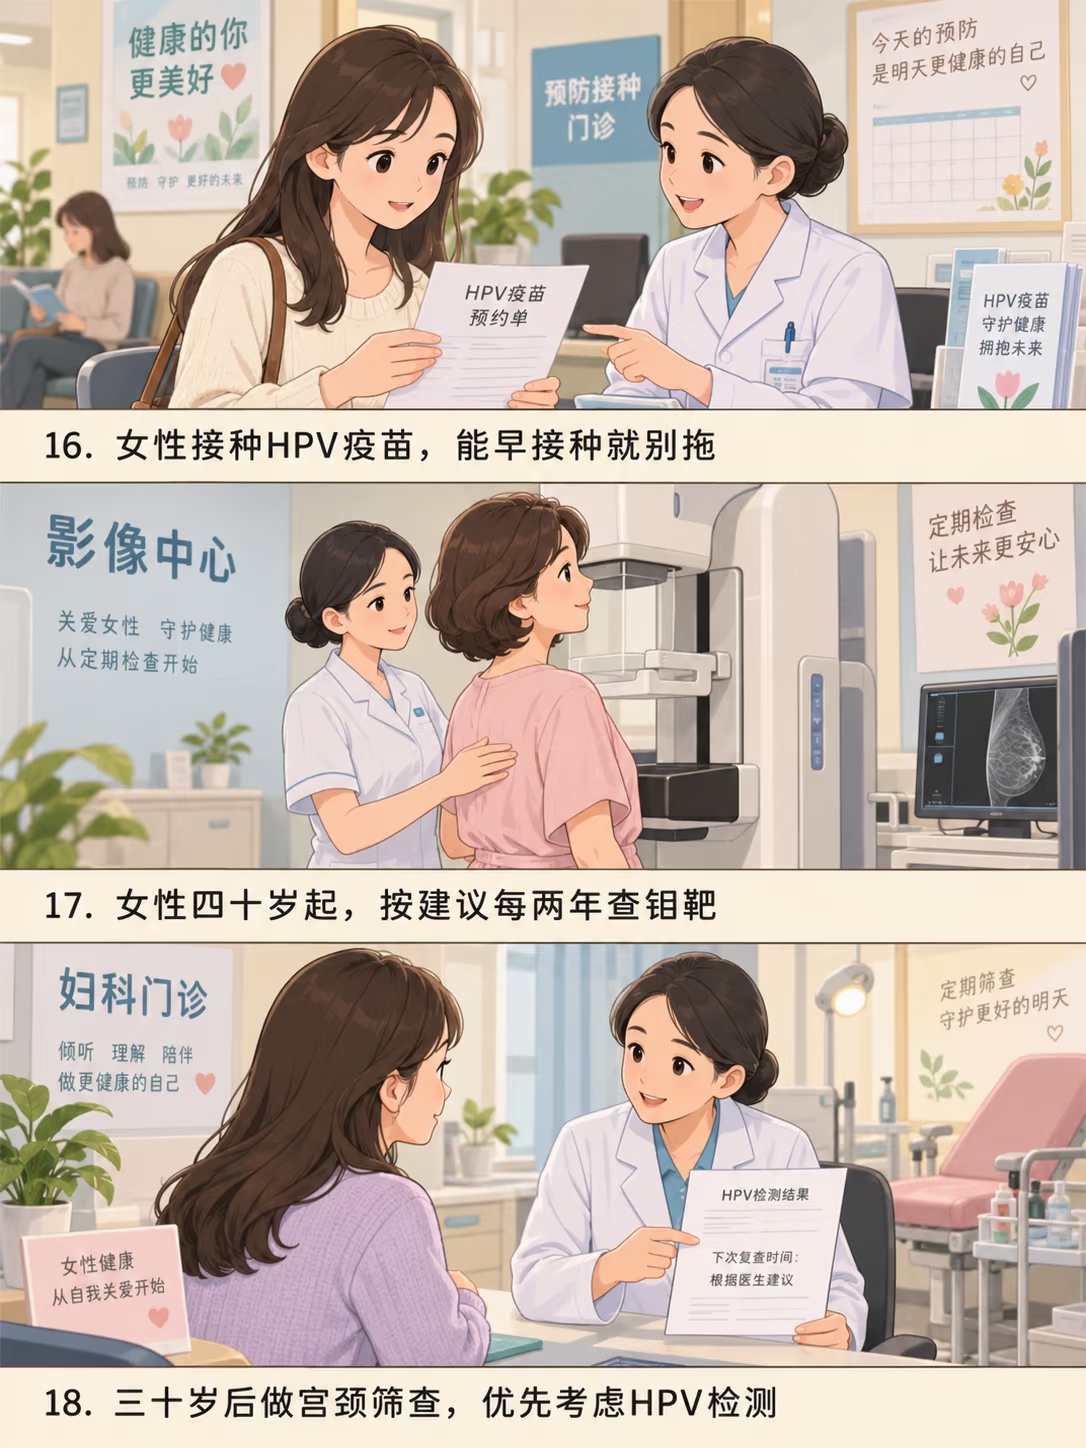 健康的你
更美好
预防 守护 更好的未来
预防接种
门诊
今天的预防
是明天更健康的自己
HPV疫苗
预约单
HPV疫苗
守护健康
拥抱未来
16. 女性接种HPV疫苗，能早接种就别拖
影像中心
关爱女性 守护健康
从定期检查开始
定期检查
让未来更安心
17. 女性四十岁起，按建议每两年查钼靶
妇科门诊
倾听 理解 陪伴
做更健康的自己
定期筛查
守护更好的明天
HPV检测结果
下次复查时间：
根据医生建议
女性健康
从自我关爱开始
18. 三十岁后做宫颈筛查，优先考虑HPV检测